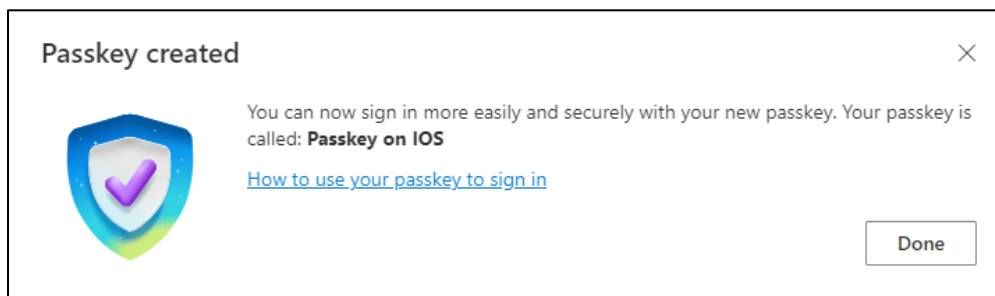 Passkey created
You can now sign in more easily and securely with your new passkey. Your passkey is
called: Passkey on IOS
How to use your passkey to sign in
Done